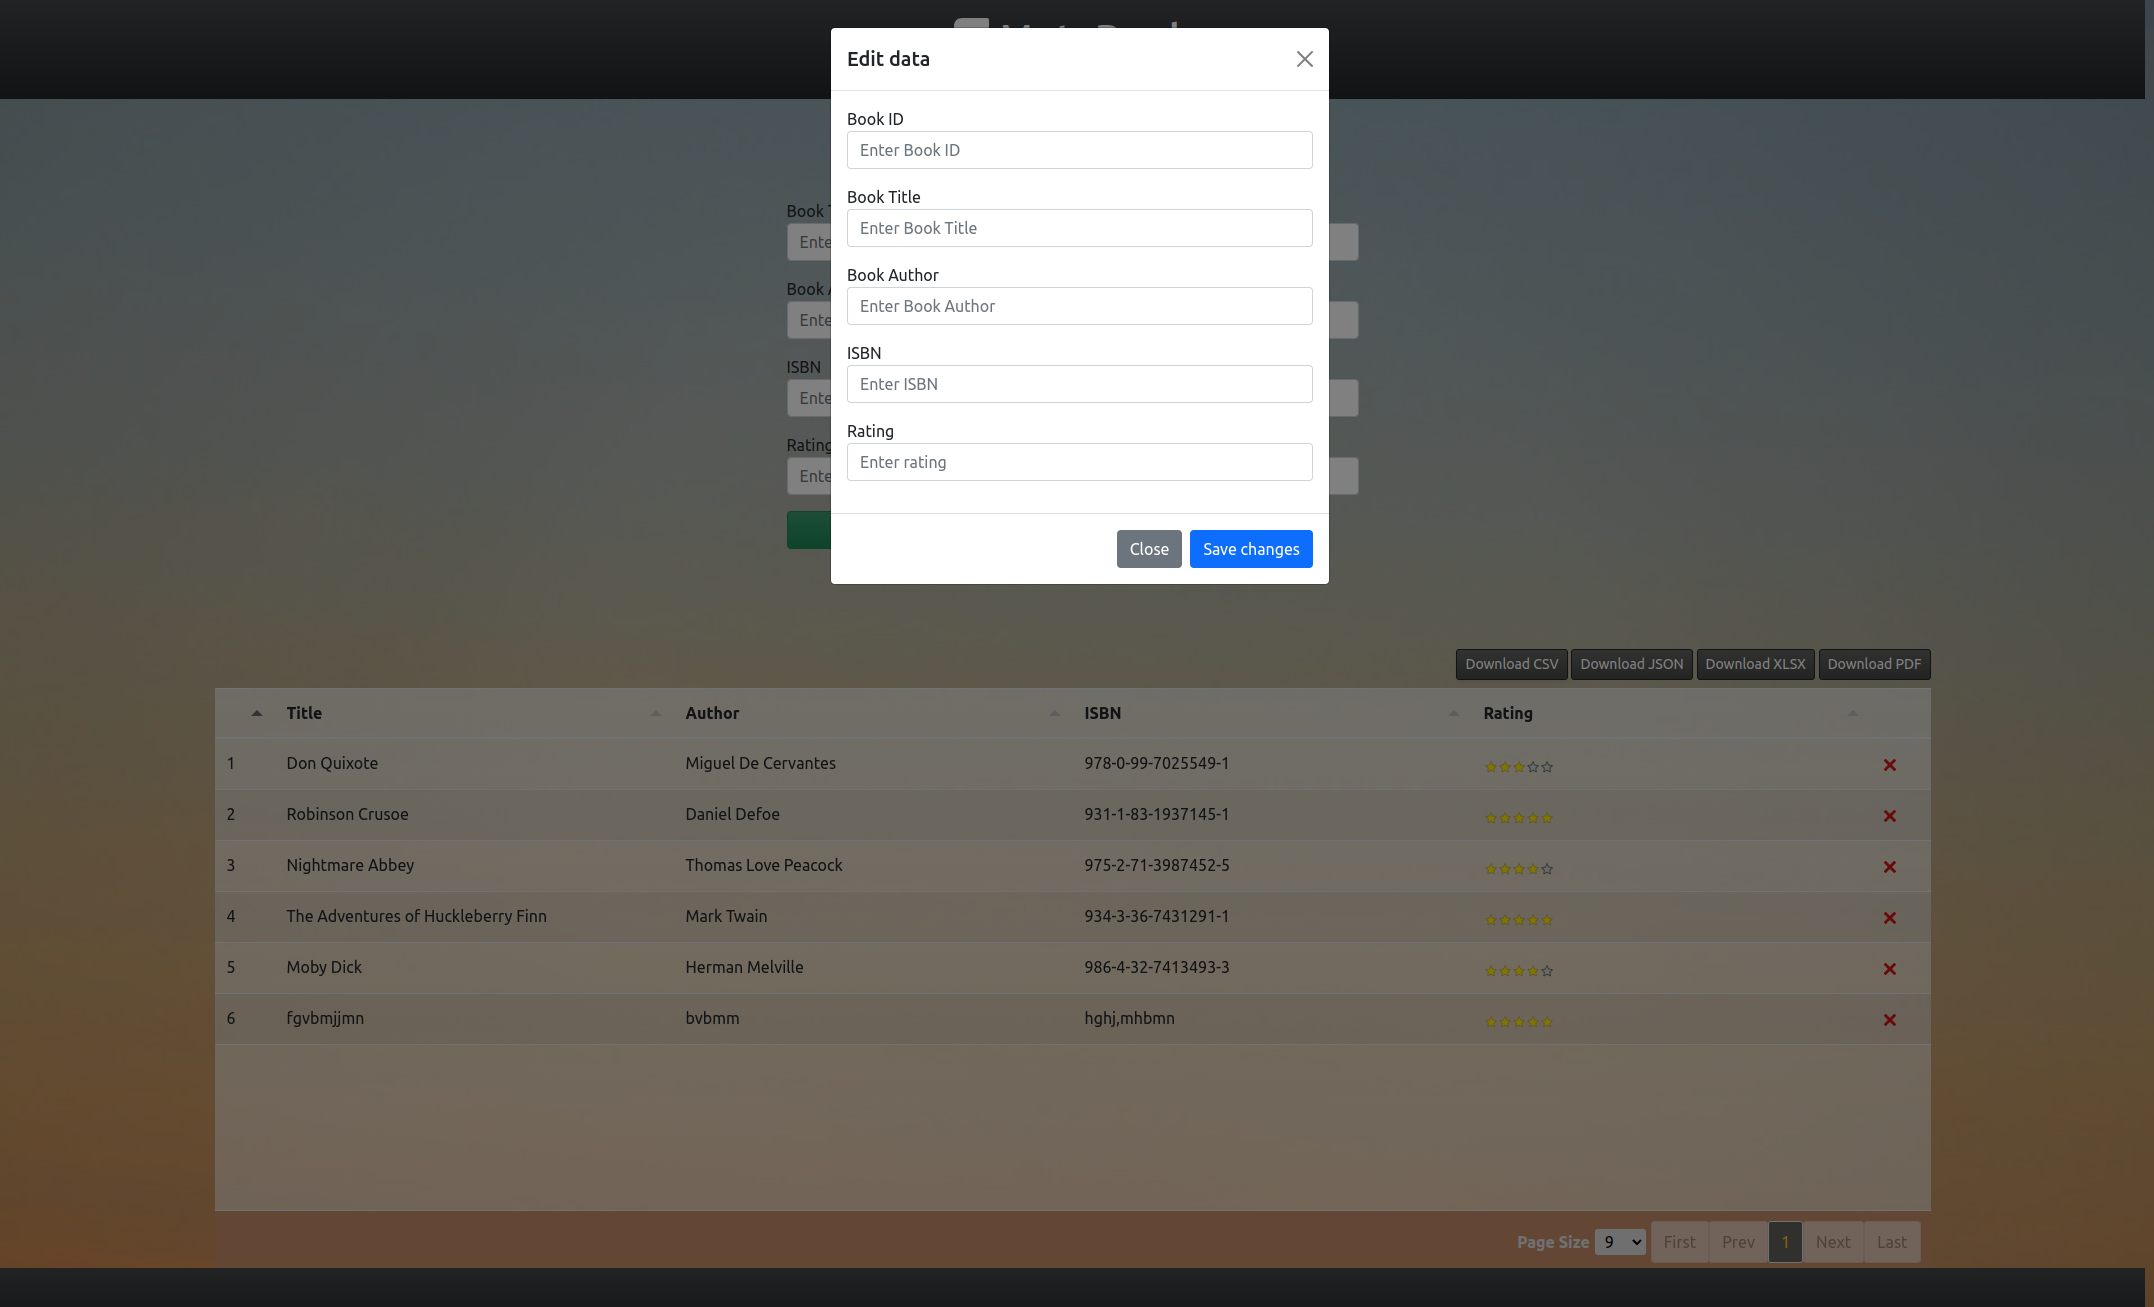 Edit data
Book ID
Enter Book ID
Book Title
Enter Book Title
Book Author
Enter Book Author
ISBN
Enter ISBN
Rating
Enter rating
Close Save changes
Book
Ente
Book
Ente
ISBN
Ente
Rating
Ente
Download CSV Download JSON Download XLSX Download PDF
Title Author ISBN Rating
1 Don Quixote Miguel De Cervantes 978-0-99-7025549-1
2 Robinson Crusoe Daniel Defoe 931-1-83-1937145-1
3 Nightmare Abbey Thomas Love Peacock 975-2-71-3987452-5
4 The Adventures of Huckleberry Finn Mark Twain 934-3-36-7431291-1
5 Moby Dick Herman Melville 986-4-32-7413493-3
6 fgvbmjjmn bvbmm hghj,mhbmn
Page Size 9 First Prev 1 Next Last